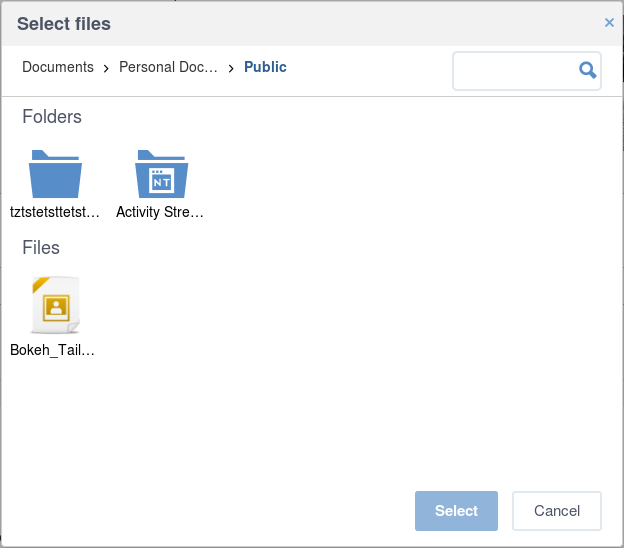 Select files
×
Documents > Personal Doc... > Public
Folders
NT
tztstetsttetst... Activity Stre...
Files
Bokeh_Tail...
Select Cancel